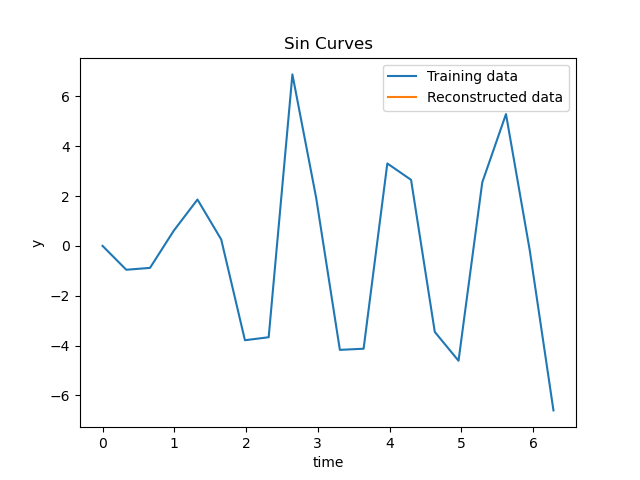 Sin Curves
Training data
Reconstructed data
6
4
2
0
−2
−4
−6
y
0 1 2 3 4 5 6
time